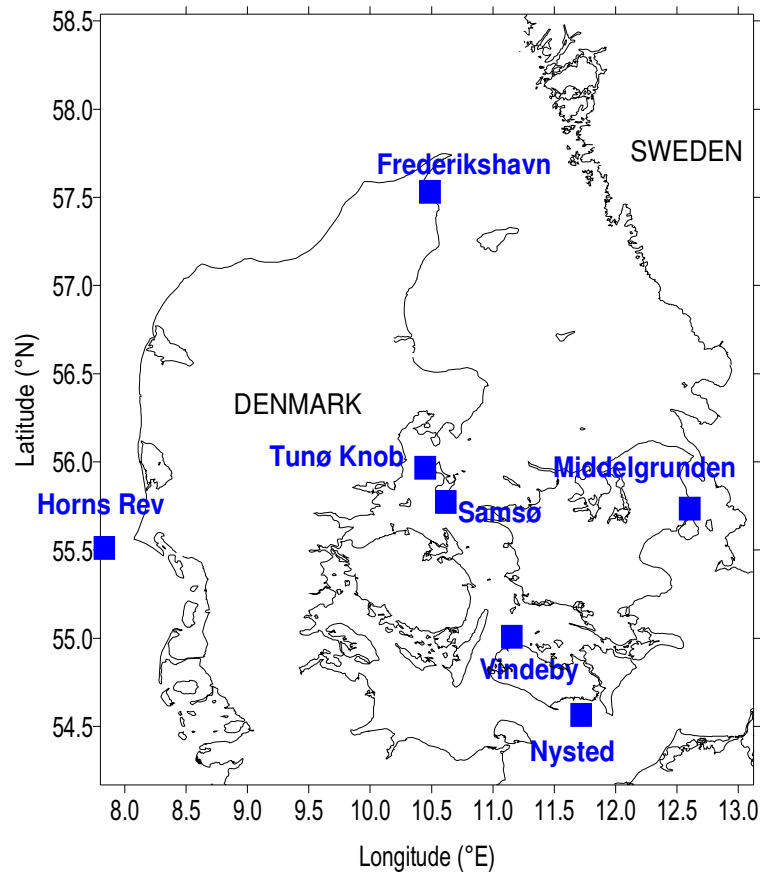 58.5
58.0
57.5
57.0
56.5
56.0
55.5
55.0
54.5
Latitude (°N)
SWEDEN
Frederikshavn
DENMARK
Tunø Knob
Middelgrunden
Horns Rev
Samsø
Vindeby
Nysted
8.0 8.5 9.0 9.5 10.0 10.5 11.0 11.5 12.0 12.5 13.0
Longitude (°E)